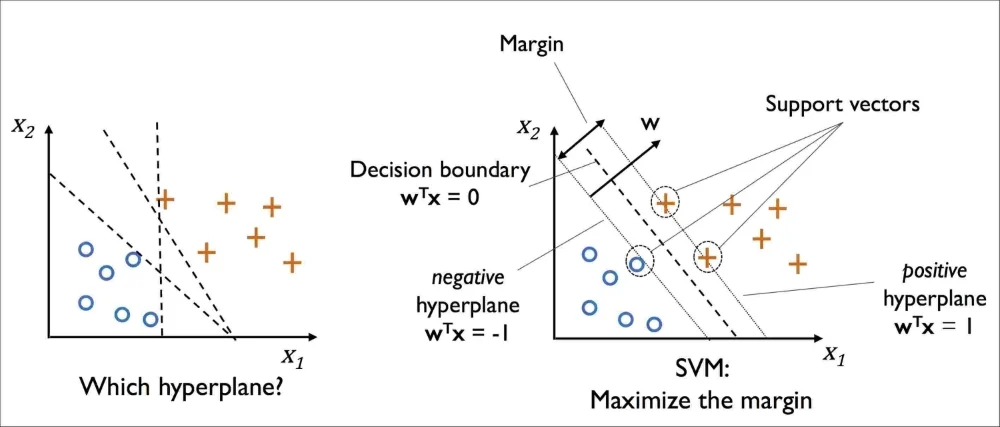 x2
x1
Which hyperplane?
Margin
x2
w
Support vectors
Decision boundary
wTx = 0
negative
hyperplane
wTx = -1
positive
hyperplane
wTx = 1
x1
SVM:
Maximize the margin